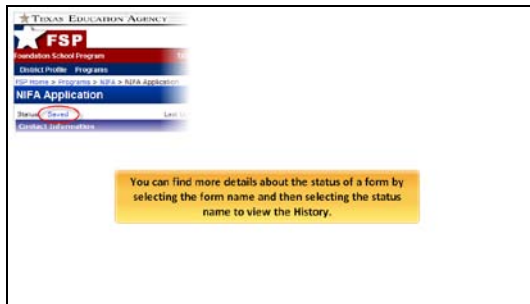 TEXAS EDUCATION AGENCY
FSP
Foundation School Program
District Profile Programs
FSP Home > Programs > NIFA > NIFA Application
NIFA Application
Status: Saved Last
Contact Information
You can find more details about the status of a form by
selecting the form name and then selecting the status
name to view the History.